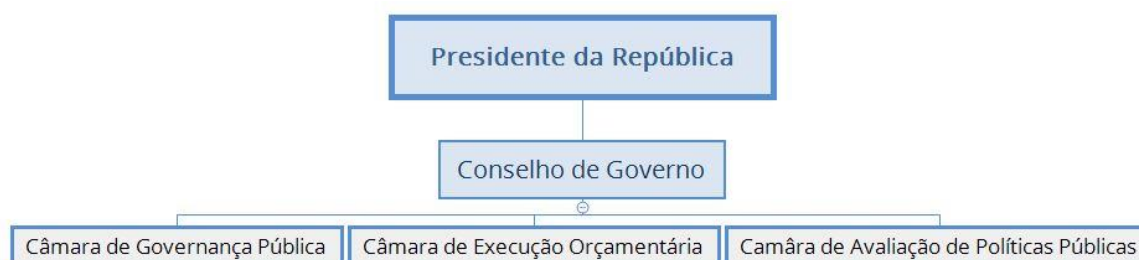 Presidente da República
Conselho de Governo
Câmara de Governança Pública
Câmara de Execução Orçamentária
Camâra de Avaliação de Políticas Públicas